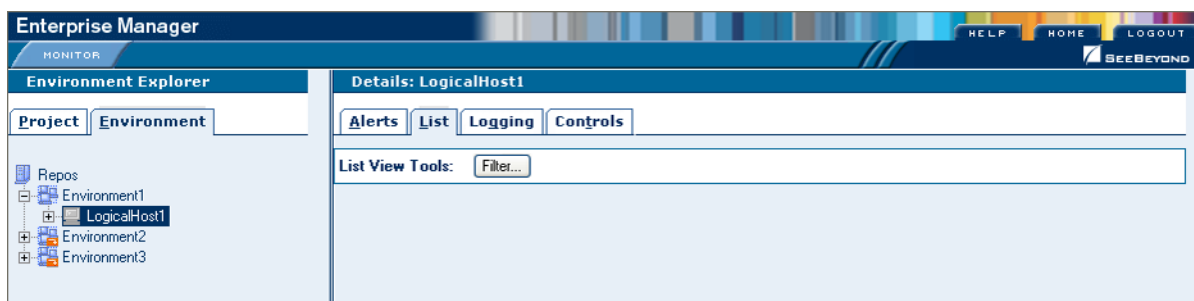 Enterprise Manager
HELP
HOME
LOGOUT
MONITOR
SEEBEYOND
Environment Explorer
Details: LogicalHost1
Project
Environment
Alerts
List
Logging
Controls
List View Tools:
Filter...
Repos
Environment1
LogicalHost1
Environment2
Environment3